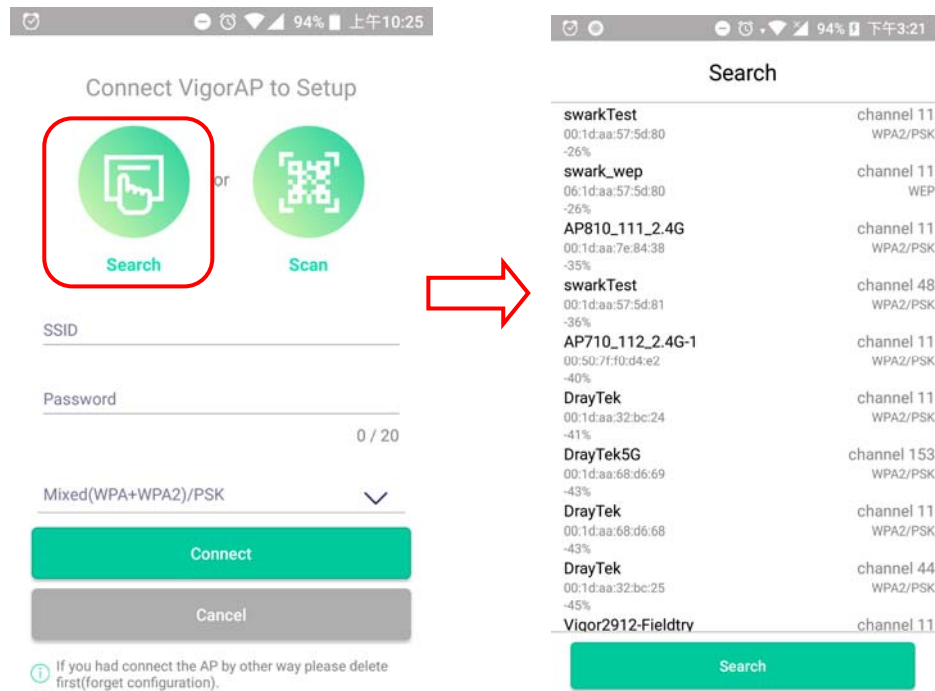 94% 上午10:25
Connect VigorAP to Setup
or
Search
Scan
SSID
Password
0 / 20
Mixed(WPA+WPA2)/PSK
Connect
Cancel
If you had connect the AP by other way please delete
first(forget configuration).
94% 下午3:21
Search
swarkTest channel 11
00:1d:aa:57:5d:80 WPA2/PSK
-26%
swark_wep channel 11
06:1d:aa:57:5d:80 WEP
-26%
AP810_111_2.4G channel 11
00:1d:aa:7e:84:38 WPA2/PSK
-35%
swarkTest channel 48
00:1d:aa:57:5d:81 WPA2/PSK
-36%
AP710_112_2.4G-1 channel 11
00:50:7f:f0:d4:e2 WPA2/PSK
-40%
DrayTek channel 11
00:1d:aa:32:bc:24 WPA2/PSK
-41%
DrayTek5G channel 153
00:1d:aa:68:d6:69 WPA2/PSK
-43%
DrayTek channel 11
00:1d:aa:68:d6:68 WPA2/PSK
-43%
DrayTek channel 44
00:1d:aa:32:bc:25 WPA2/PSK
-45%
Vigor2912-Fieldtry channel 11
Search